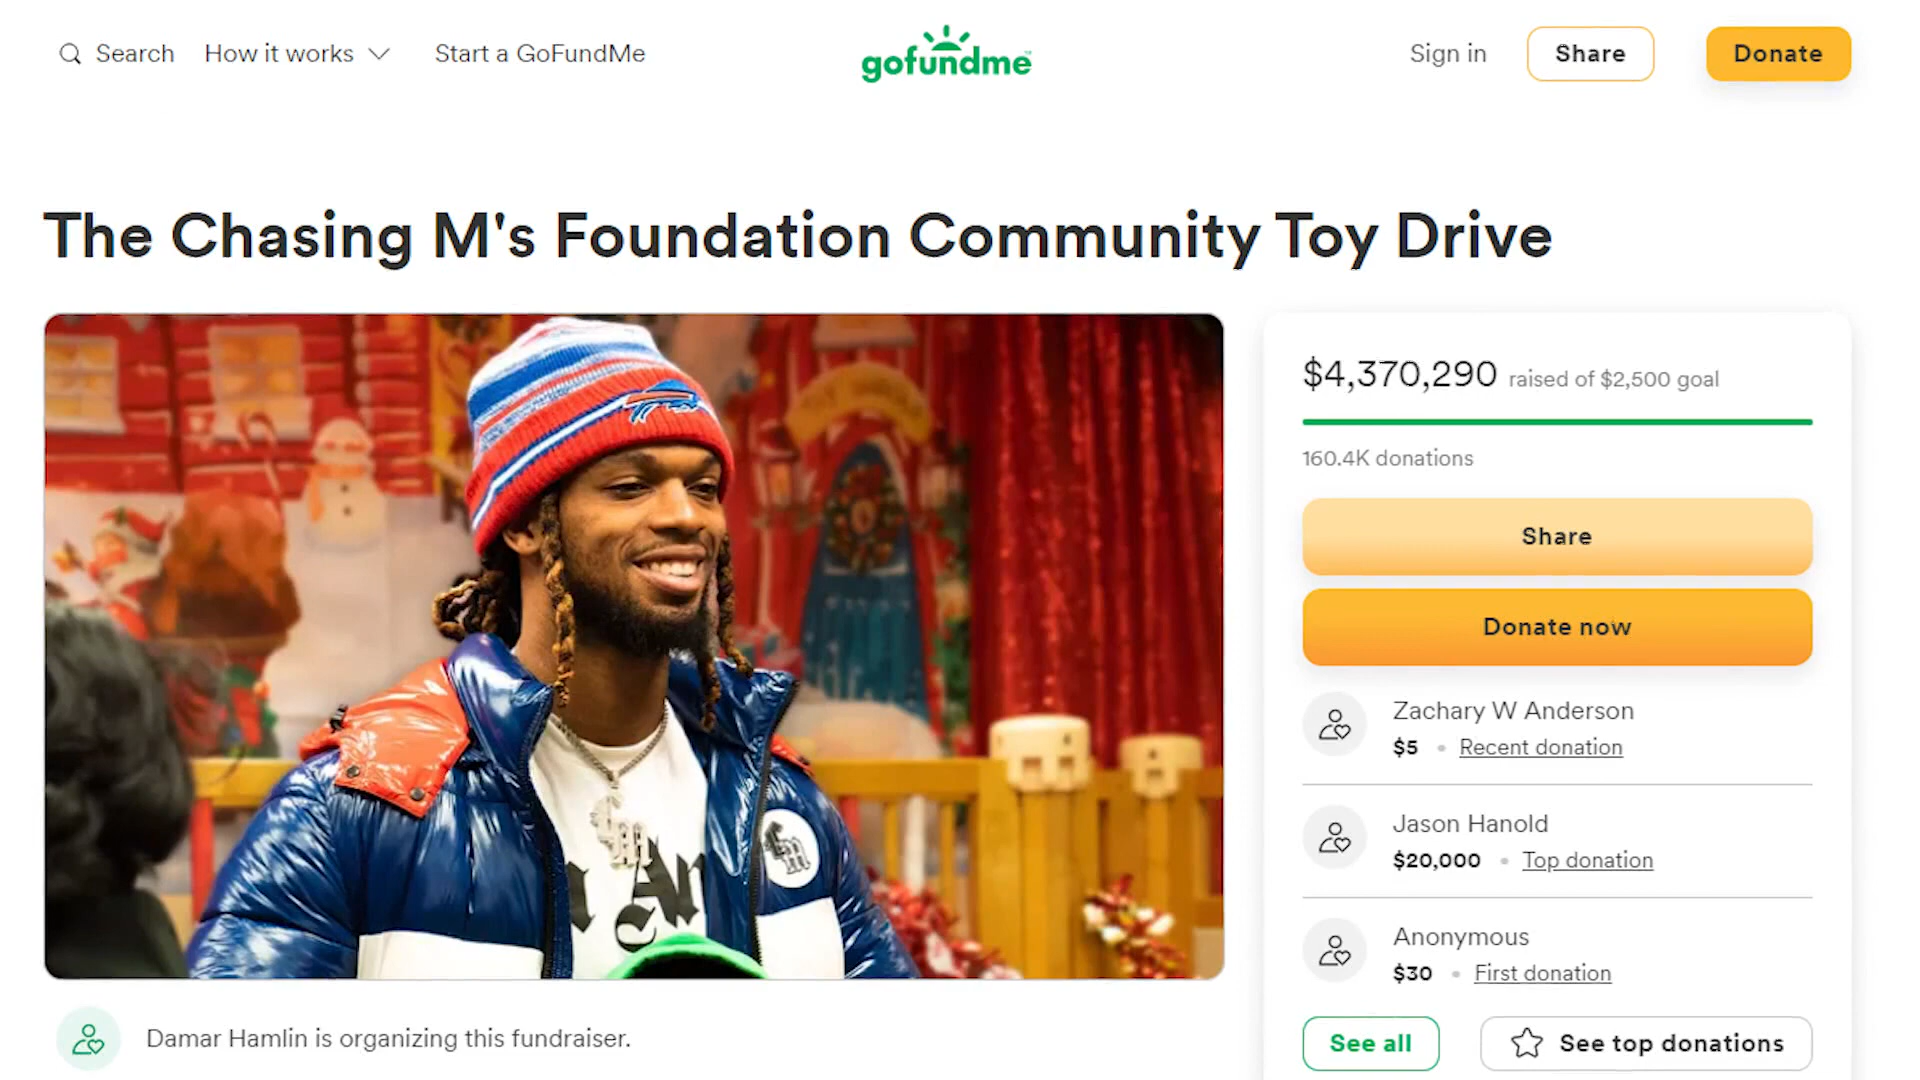 Search
How it works
Start a GoFundMe
gofundme
Sign in
Share
Donate
The Chasing M's Foundation Community Toy Drive
$4,370,290 raised of $2,500 goal
160.4K donations
Share
Donate now
Zachary W Anderson
$5 • Recent donation
Jason Hanold
$20,000 • Top donation
Anonymous
$30 • First donation
See all
See top donations
Damar Hamlin is organizing this fundraiser.